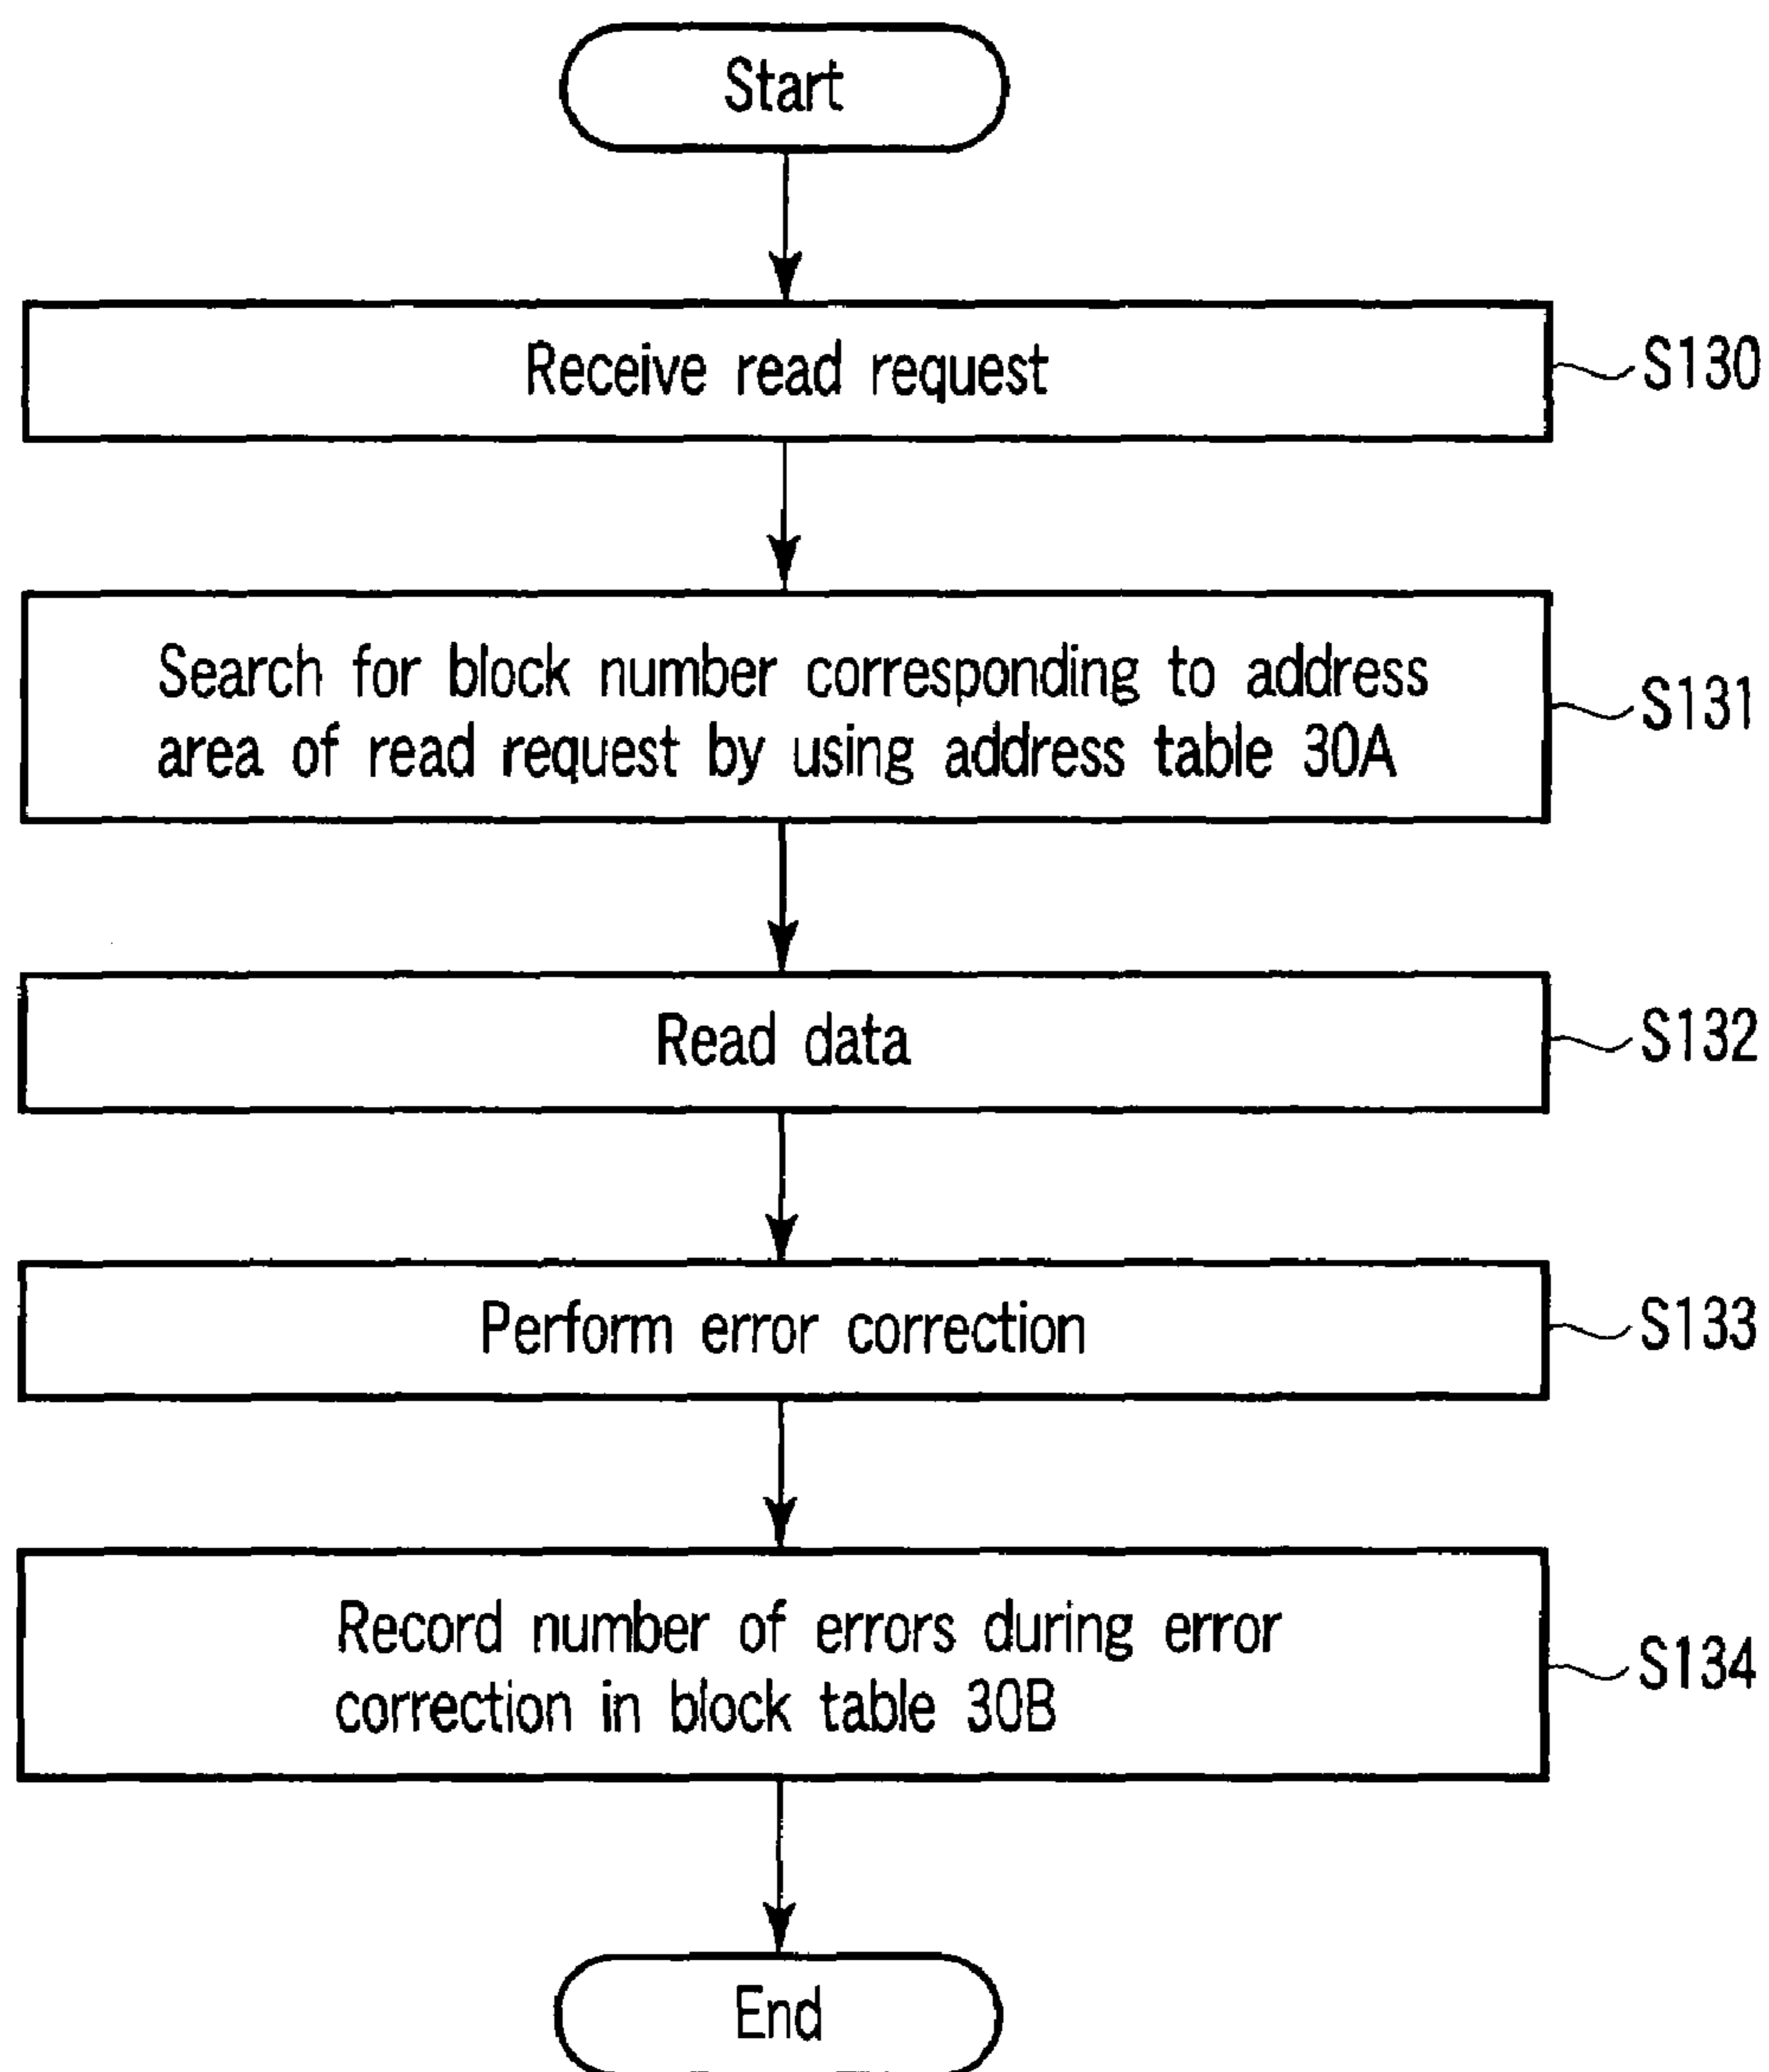 Start
Receive read request
S130
Search for block number corresponding to address
area of read request by using address table 30A
S131
Read data
S132
Perform error correction
S133
Record number of errors during error
correction in block table 30B
S134
End